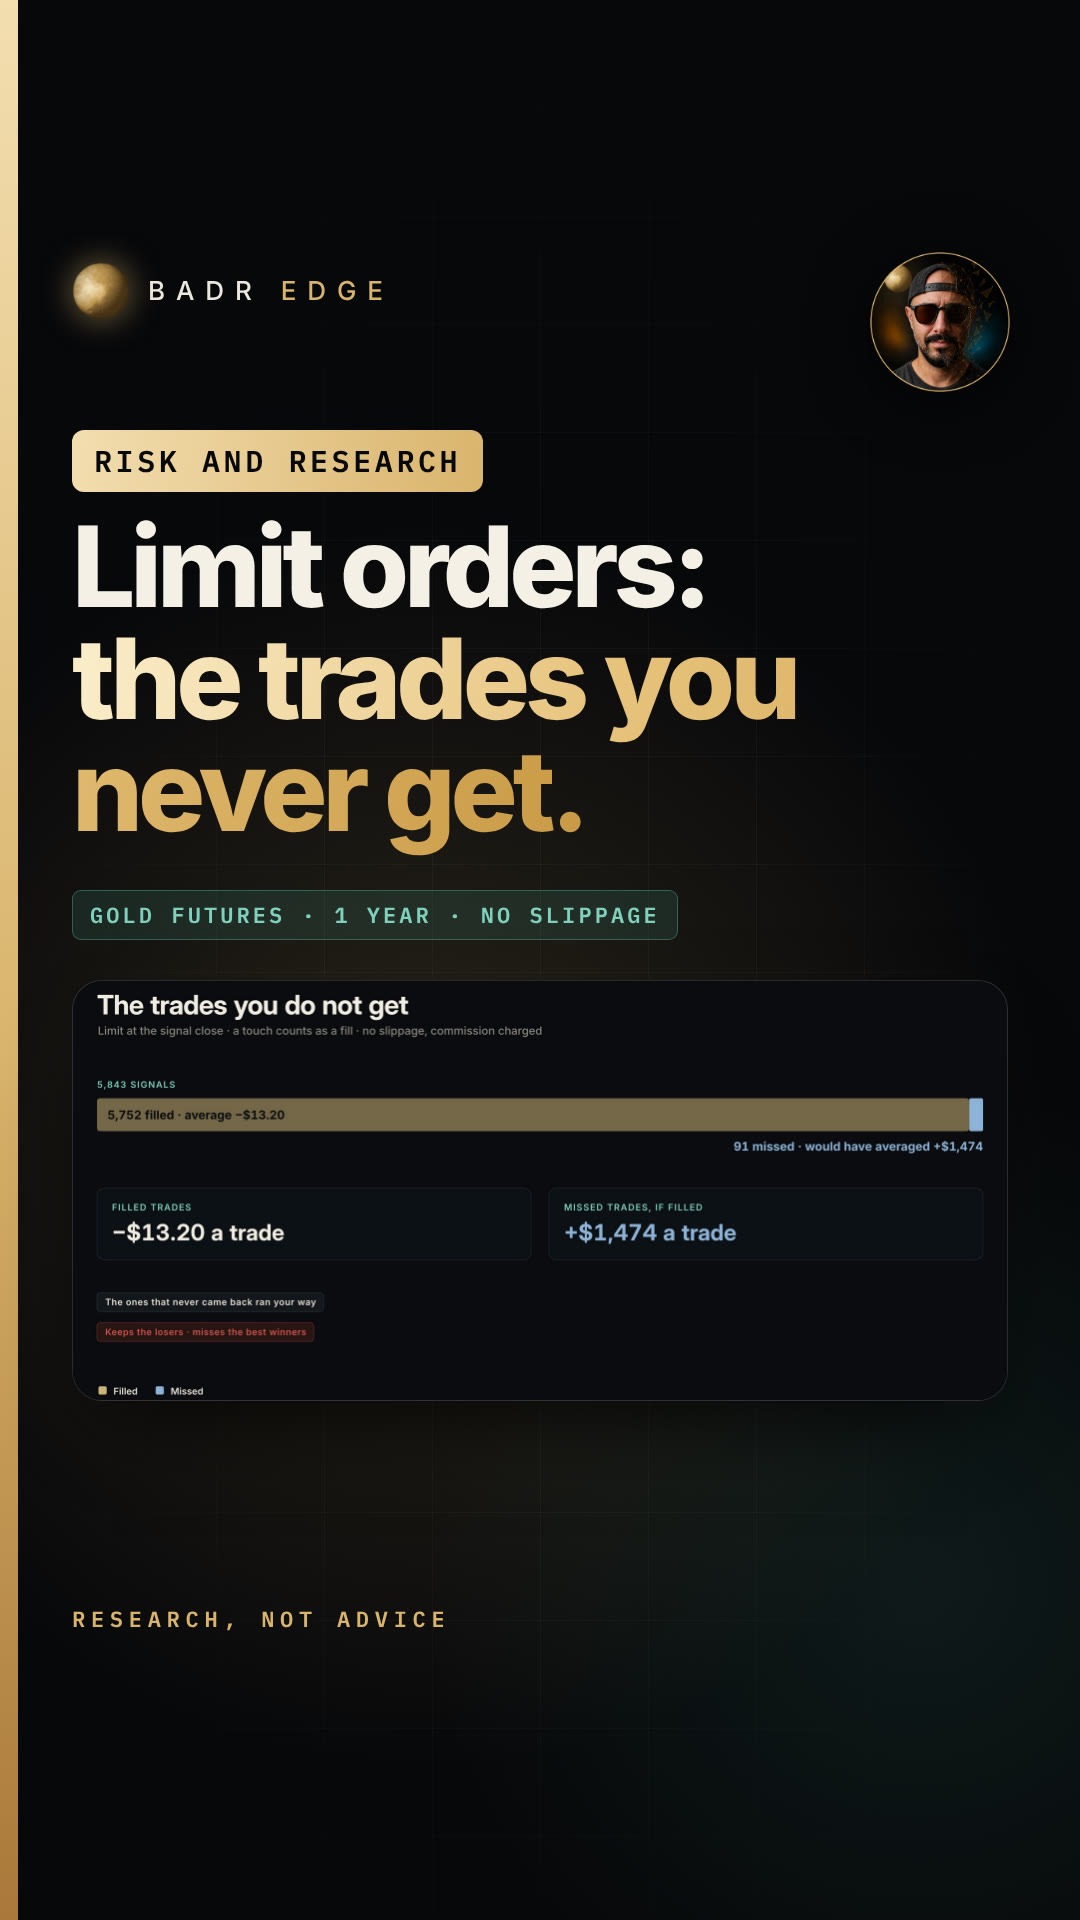 BADR EDGE
RISK AND RESEARCH
Limit orders:
the trades you
never get.
GOLD FUTURES · 1 YEAR · NO SLIPPAGE
The trades you do not get
Limit at the signal close · a touch counts as a fill · no slippage, commission charged
5,843 SIGNALS
5,752 filled · average −$13.20
91 missed · would have averaged +$1,474
FILLED TRADES
−$13.20 a trade
MISSED TRADES, IF FILLED
+$1,474 a trade
The ones that never came back ran your way
Keeps the losers · misses the best winners
Filled Missed
RESEARCH, NOT ADVICE